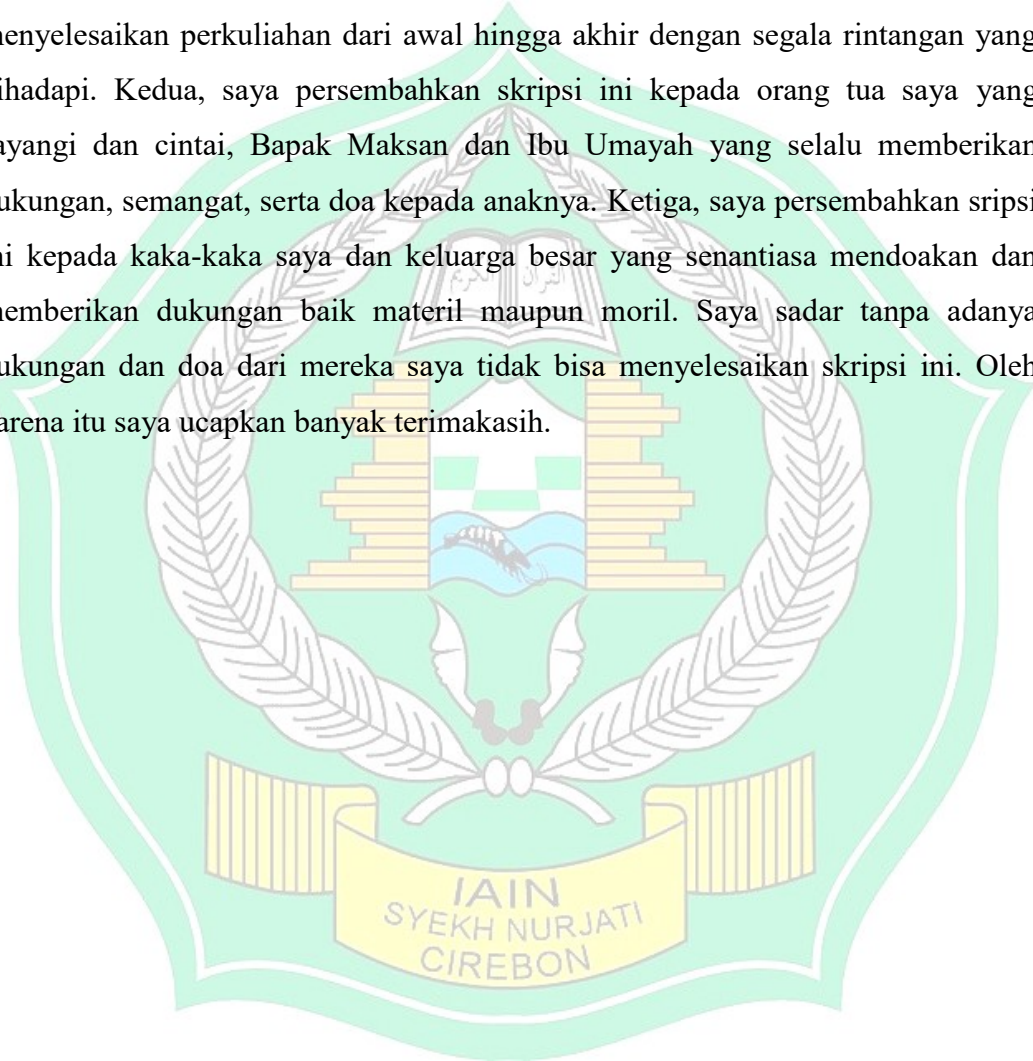 menyelesaikan perkuliahan dari awal hingga akhir dengan segala rintangan yang
dihadapi. Kedua, saya persembahkan skripsi ini kepada orang tua saya yang
sayangi dan cintai, Bapak Maksan dan Ibu Umayah yang selalu memberikan
dukungan, semangat, serta doa kepada anaknya. Ketiga, saya persembahkan sripsi
ini kepada kaka-kaka saya dan keluarga besar yang senantiasa mendoakan dan
memberikan dukungan baik materil maupun moril. Saya sadar tanpa adanya
dukungan dan doa dari mereka saya tidak bisa menyelesaikan skripsi ini. Oleh
karena itu saya ucapkan banyak terimakasih.
القرآن الكريم
IAIN
SYEKH NURJATI
CIREBON